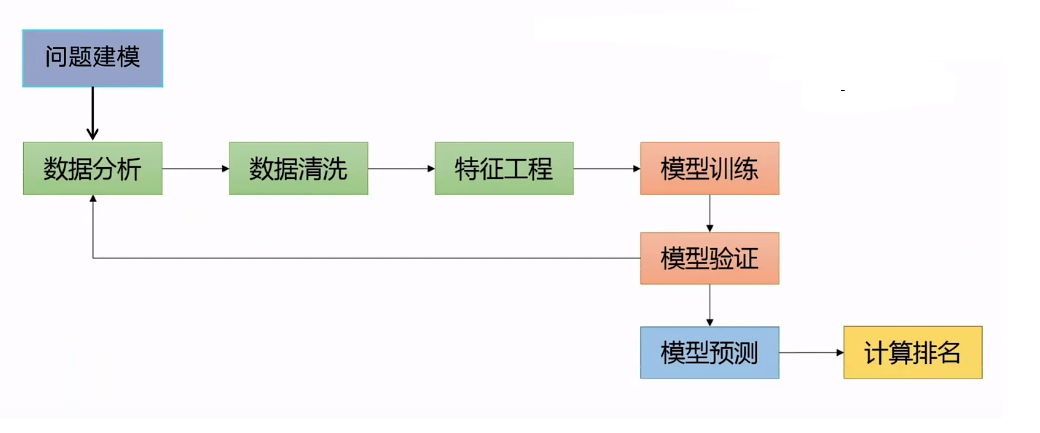 问题建模
数据分析
数据清洗
特征工程
模型训练
模型验证
模型预测
计算排名